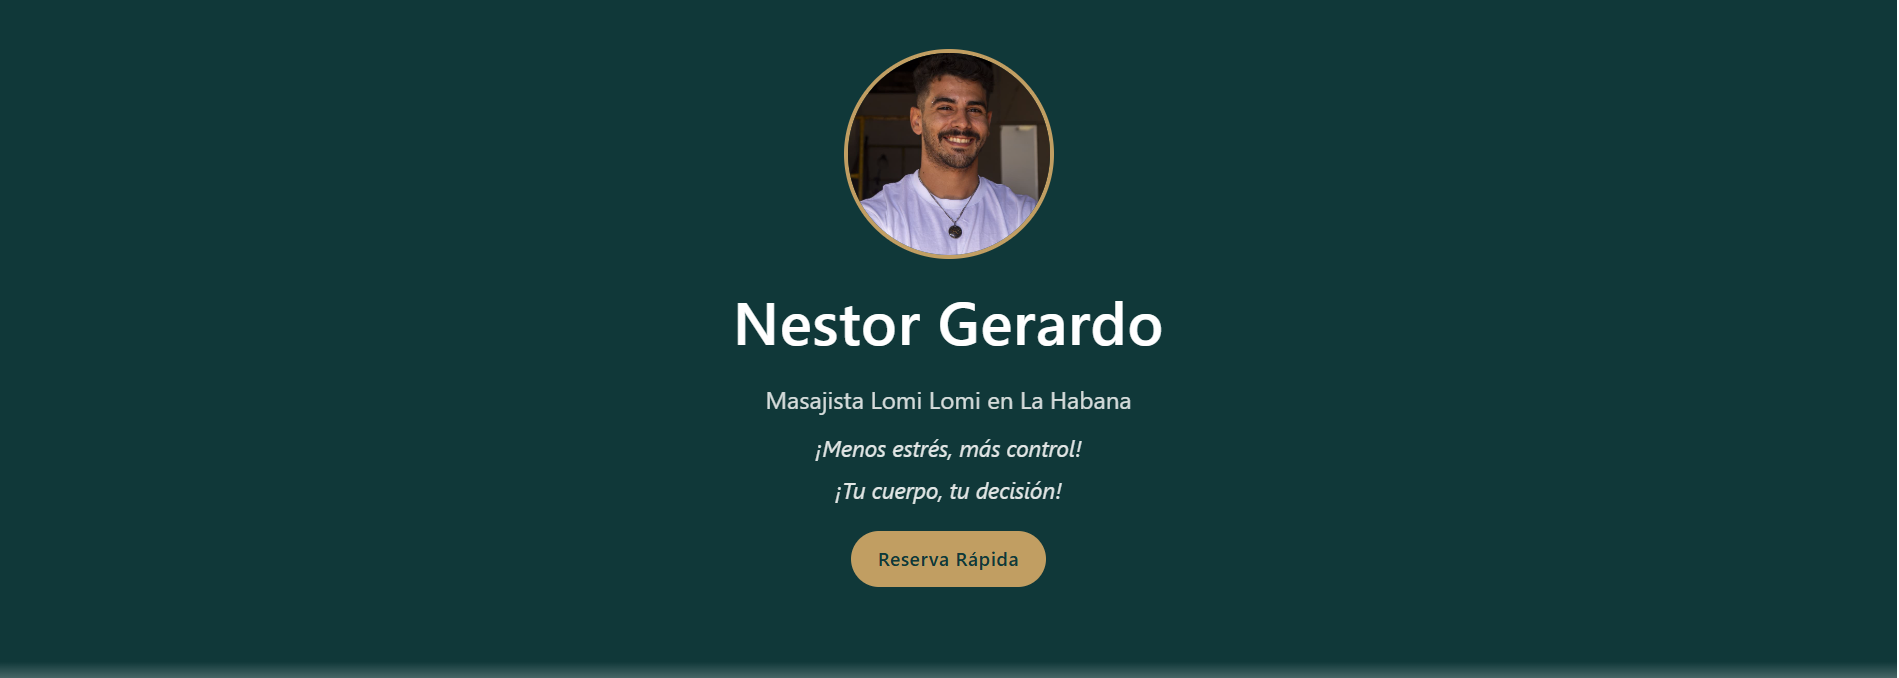 Nestor Gerardo
Masajista Lomi Lomi en La Habana
¡Menos estrés, más control!
¡Tu cuerpo, tu decisión!
Reserva Rápida